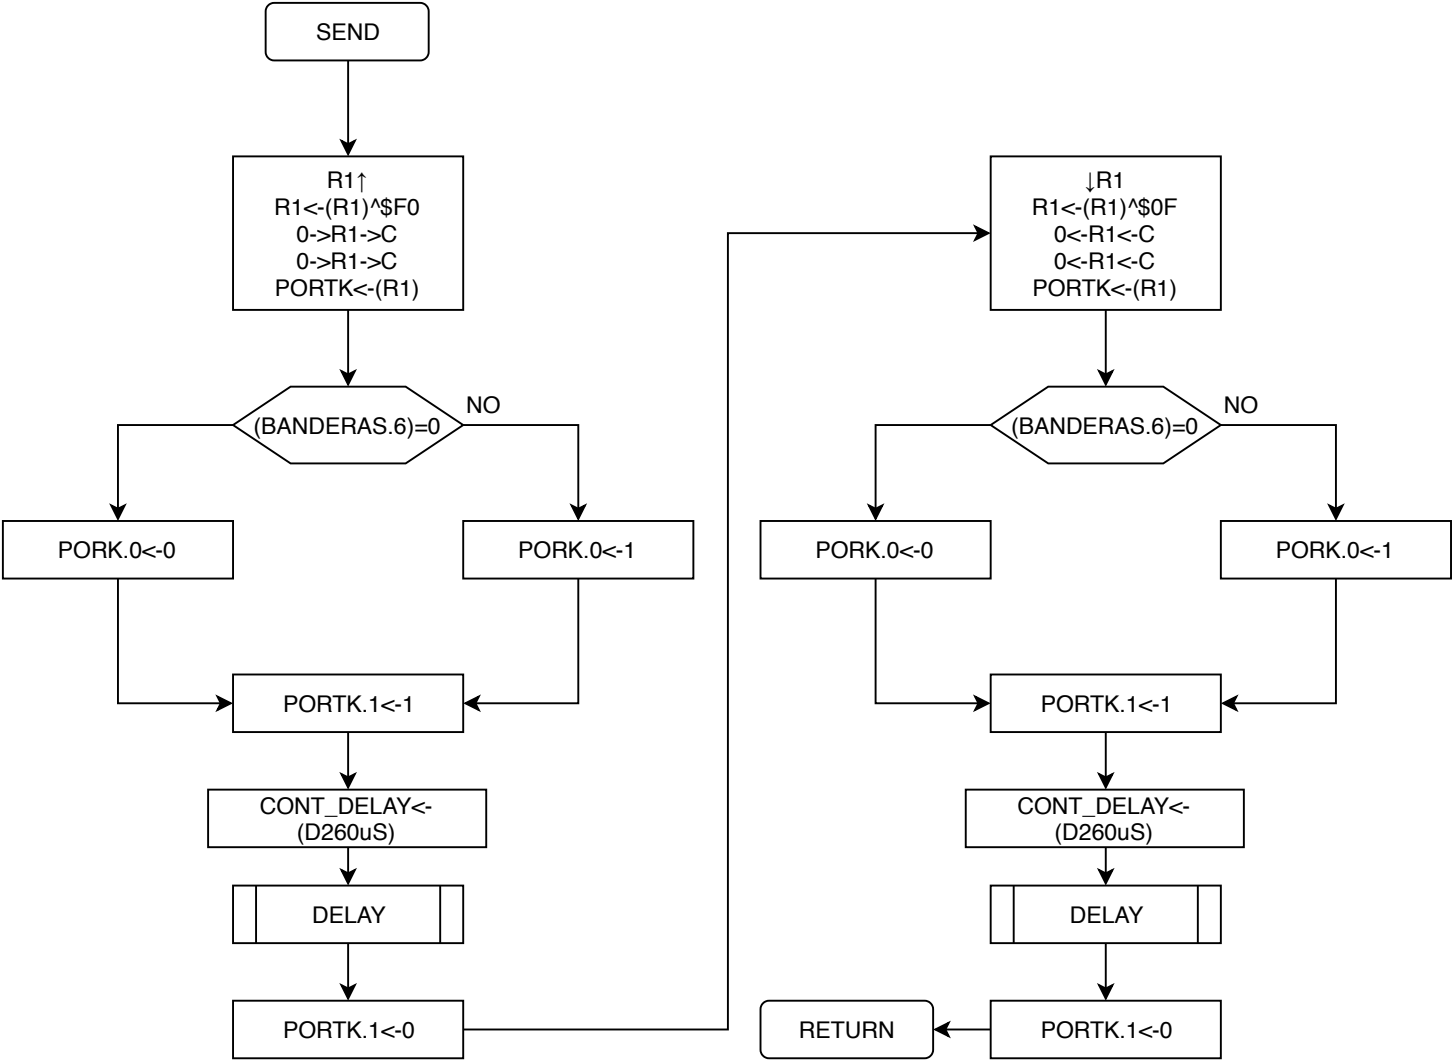 SEND
R1↑
R1<-(R1)^$F0
0->R1->C
0->R1->C
PORTK<-(R1)
(BANDERAS.6)=0
NO
PORK.0<-0
PORK.0<-1
PORTK.1<-1
CONT_DELAY<-
(D260uS)
DELAY
PORTK.1<-0
↓R1
R1<-(R1)^$0F
0<-R1<-C
0<-R1<-C
PORTK<-(R1)
(BANDERAS.6)=0
NO
PORK.0<-0
PORK.0<-1
PORTK.1<-1
CONT_DELAY<-
(D260uS)
DELAY
PORTK.1<-0
RETURN